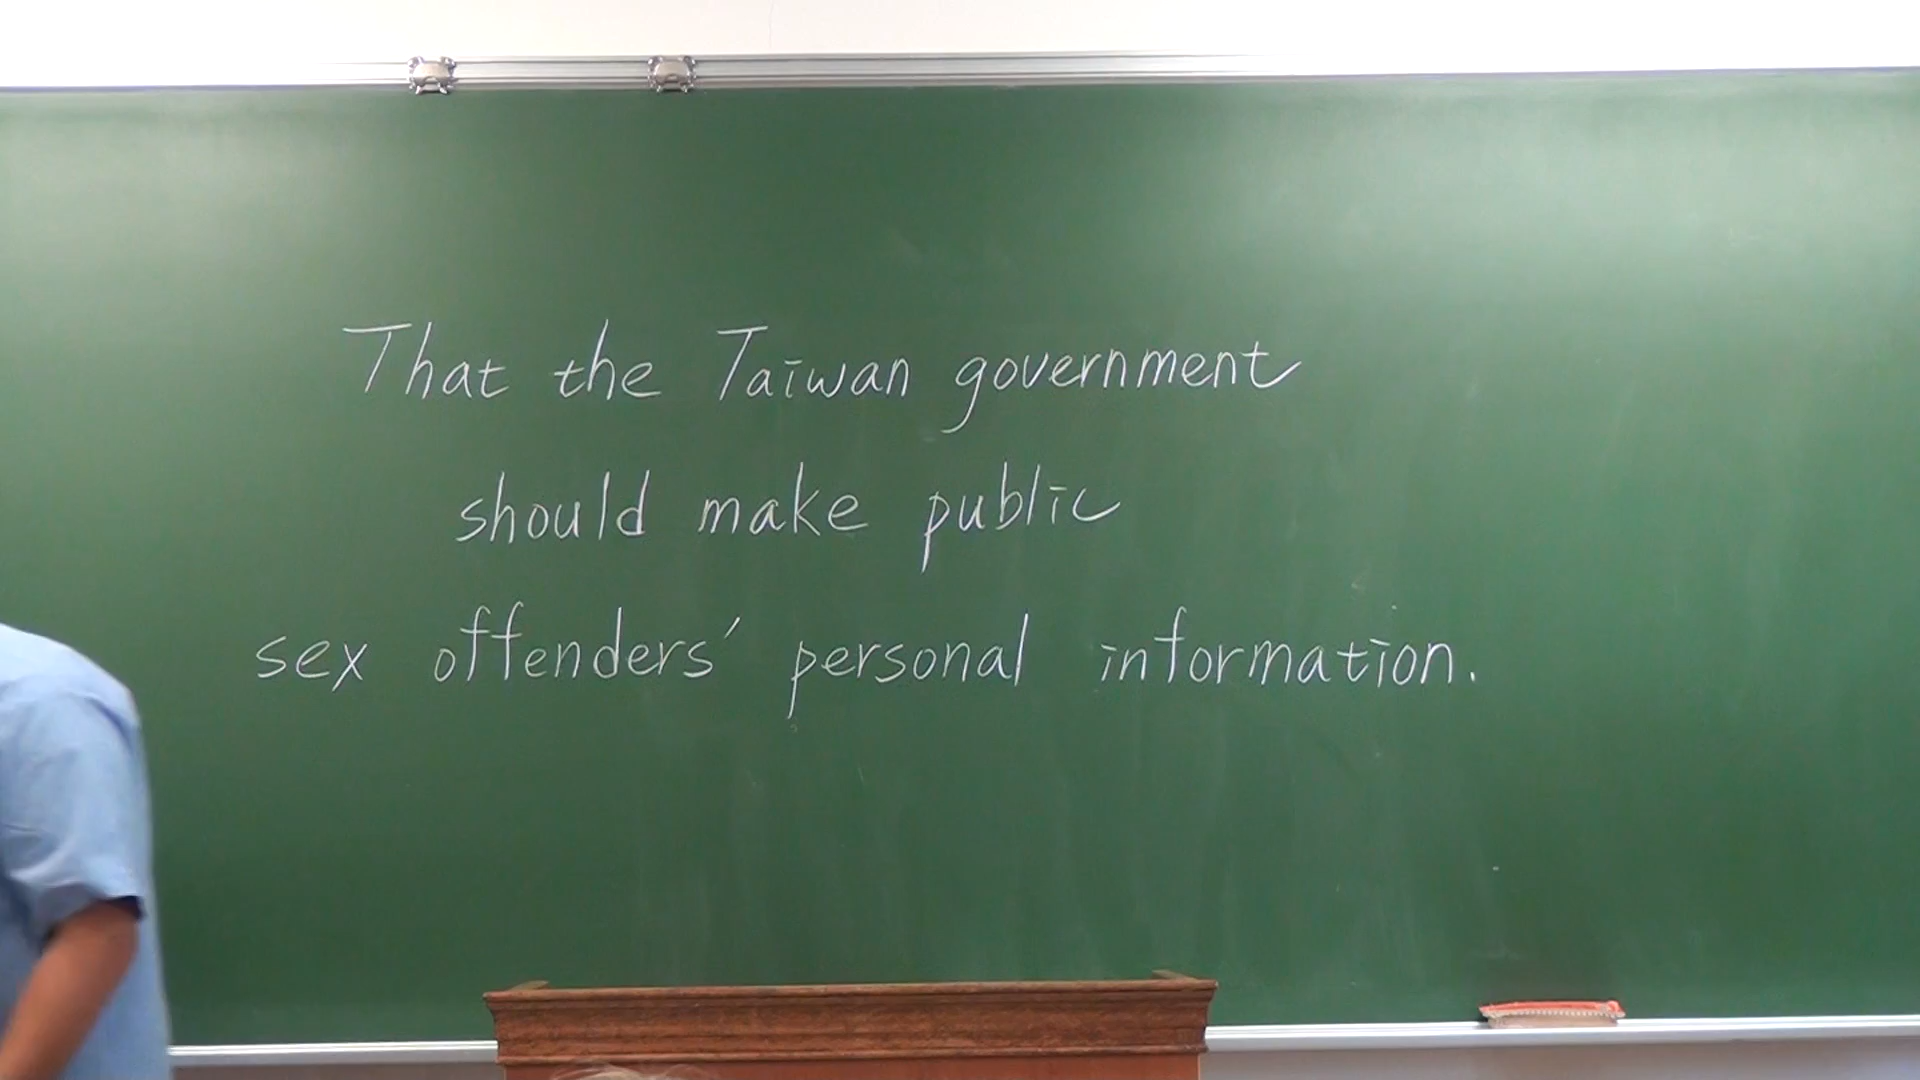 That the Taiwan government
should make public
sex offenders' personal information.